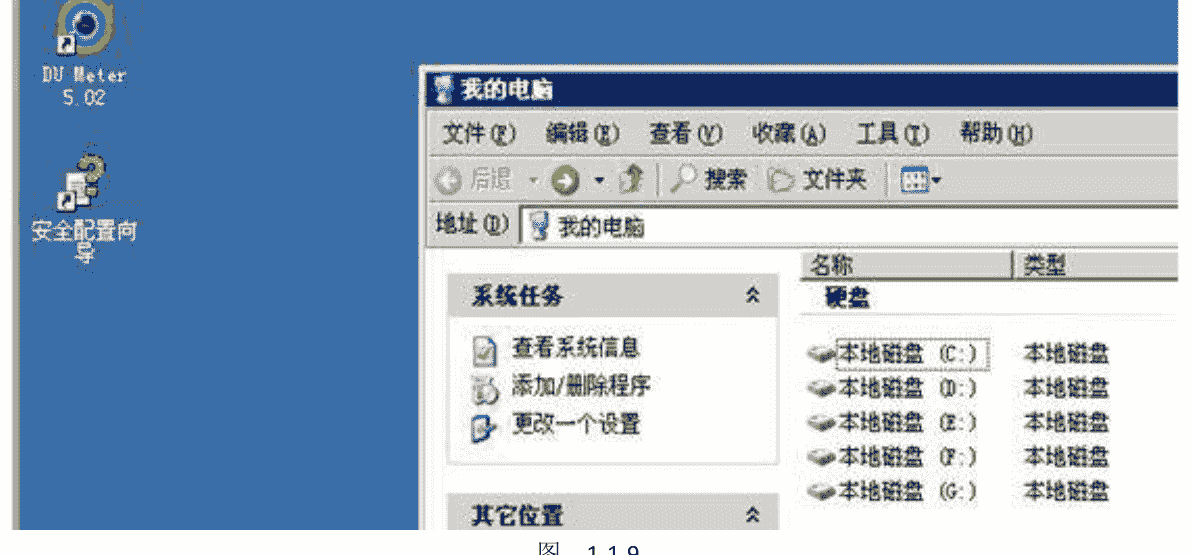 DU Meter
5.02
安全配置向
导
我的电脑
文件(F) 编辑(E) 查看(V) 收藏(A) 工具(T) 帮助(H)
后退 搜索 文件夹
地址(D) 我的电脑
名称 类型
硬盘
系统任务
查看系统信息
添加/删除程序
更改一个设置
其它位置
本地磁盘 (C:) 本地磁盘
本地磁盘 (D:) 本地磁盘
本地磁盘 (E:) 本地磁盘
本地磁盘 (F:) 本地磁盘
本地磁盘 (G:) 本地磁盘
图 1.1.9